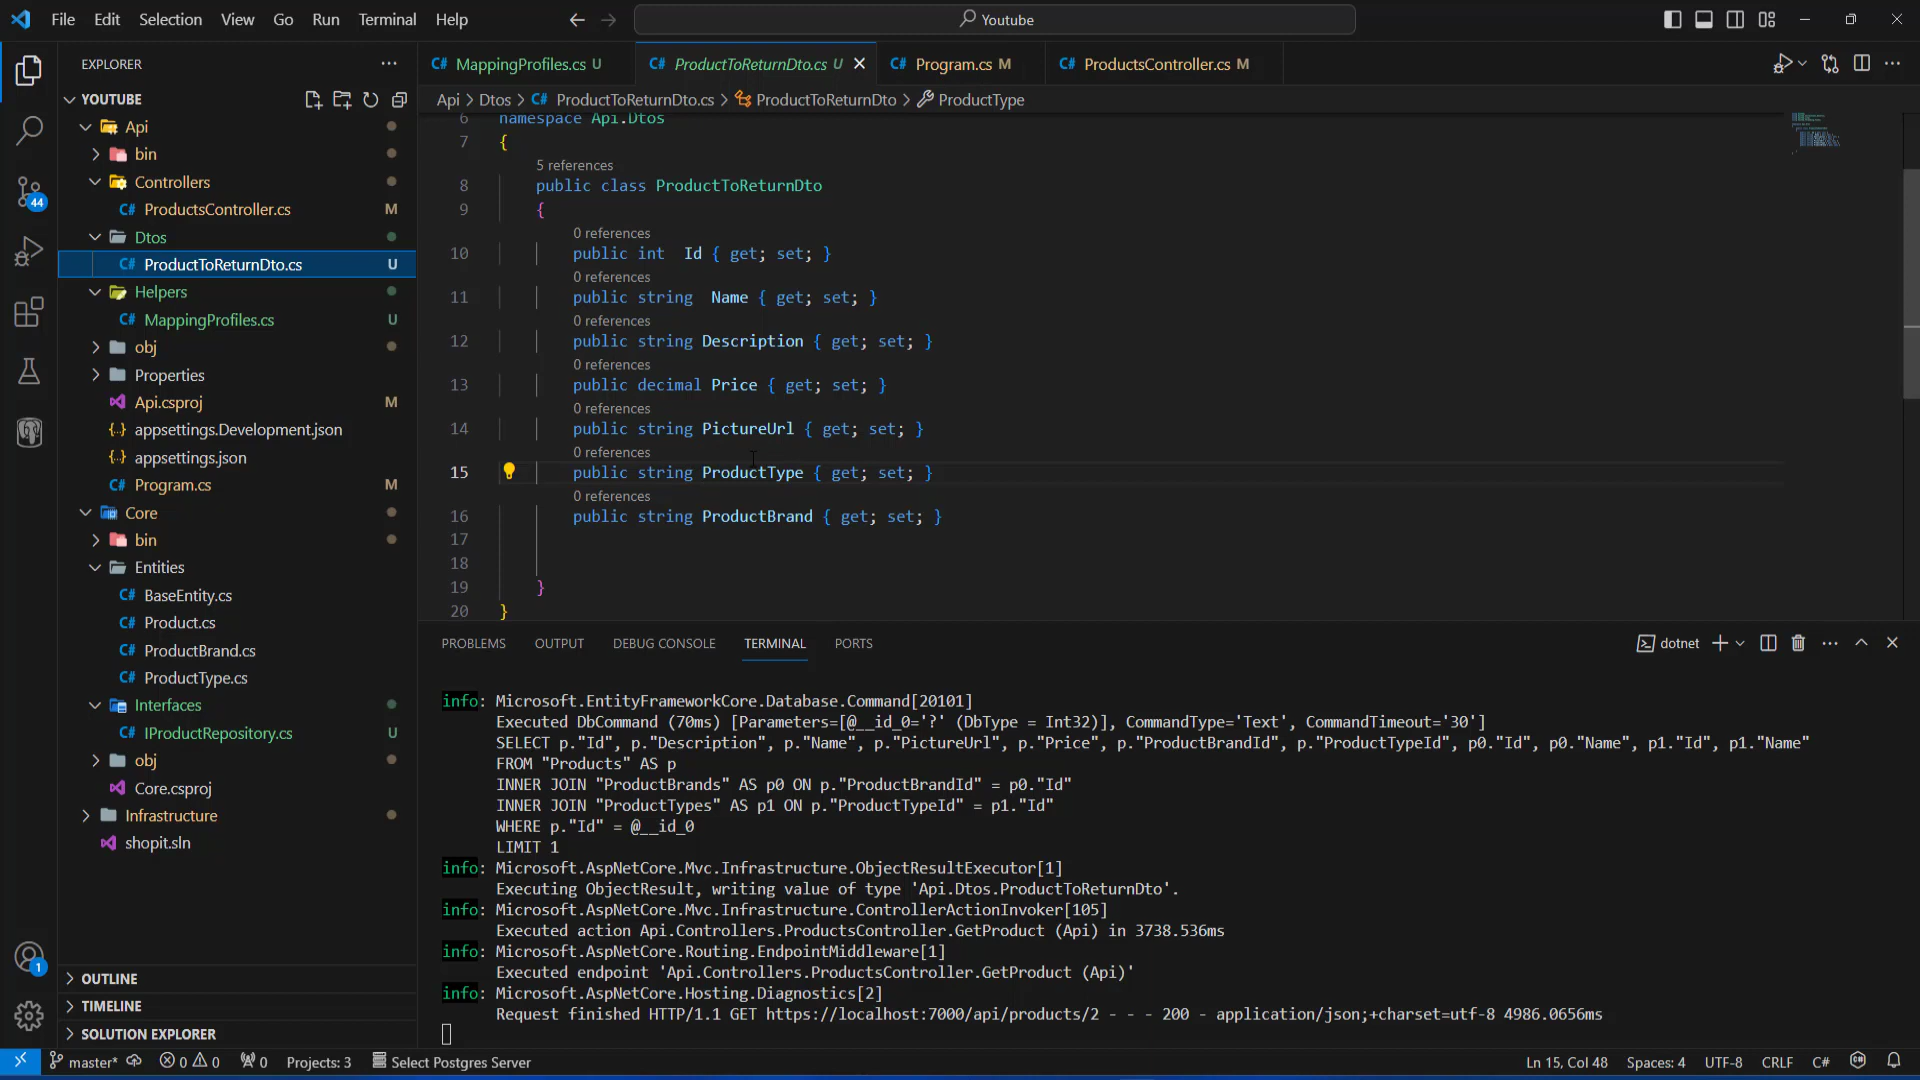 File Edit Selection View Go Run Terminal Help
Youtube
EXPLORER
YOUTUBE
Api
bin
Controllers
C# ProductsController.cs M
Dtos
C# ProductToReturnDto.cs U
Helpers
C# MappingProfiles.cs U
obj
Properties
Api.csproj M
{..} appsettings.Development.json
{..} appsettings.json
C# Program.cs M
Core
bin
Entities
C# BaseEntity.cs
C# Product.cs
C# ProductBrand.cs
C# ProductType.cs
Interfaces
C# IProductRepository.cs U
obj
Core.csproj
Infrastructure
shopit.sln
OUTLINE
TIMELINE
SOLUTION EXPLORER
44
1
C# MappingProfiles.cs U
C# ProductToReturnDto.cs U
C# Program.cs M
C# ProductsController.cs M
Api > Dtos > C# ProductToReturnDto.cs > ProductToReturnDto > ProductType
6 namespace Api.Dtos
7 {
5 references
8 public class ProductToReturnDto
9 {
0 references
10 public int  Id { get; set; }
0 references
11 public string  Name { get; set; }
0 references
12 public string Description { get; set; }
0 references
13 public decimal Price { get; set; }
0 references
14 public string PictureUrl { get; set; }
0 references
15 public string ProductType { get; set; }
0 references
16 public string ProductBrand { get; set; }
17
18
19 }
20 }
PROBLEMS OUTPUT DEBUG CONSOLE TERMINAL PORTS
dotnet
info: Microsoft.EntityFrameworkCore.Database.Command[20101]
Executed DbCommand (70ms) [Parameters=[@__id_0='?' (DbType = Int32)], CommandType='Text', CommandTimeout='30']
SELECT p."Id", p."Description", p."Name", p."PictureUrl", p."Price", p."ProductBrandId", p."ProductTypeId", p0."Id", p0."Name", p1."Id", p1."Name"
FROM "Products" AS p
INNER JOIN "ProductBrands" AS p0 ON p."ProductBrandId" = p0."Id"
INNER JOIN "ProductTypes" AS p1 ON p."ProductTypeId" = p1."Id"
WHERE p."Id" = @__id_0
LIMIT 1
info: Microsoft.AspNetCore.Mvc.Infrastructure.ObjectResultExecutor[1]
Executing ObjectResult, writing value of type 'Api.Dtos.ProductToReturnDto'.
info: Microsoft.AspNetCore.Mvc.Infrastructure.ControllerActionInvoker[105]
Executed action Api.Controllers.ProductsController.GetProduct (Api) in 3738.536ms
info: Microsoft.AspNetCore.Routing.EndpointMiddleware[1]
Executed endpoint 'Api.Controllers.ProductsController.GetProduct (Api)'
info: Microsoft.AspNetCore.Hosting.Diagnostics[2]
Request finished HTTP/1.1 GET https://localhost:7000/api/products/2 - - - 200 - application/json;+charset=utf-8 4986.0656ms
master* 0 0 0 Projects: 3 Select Postgres Server
Ln 15, Col 48 Spaces: 4 UTF-8 CRLF C#